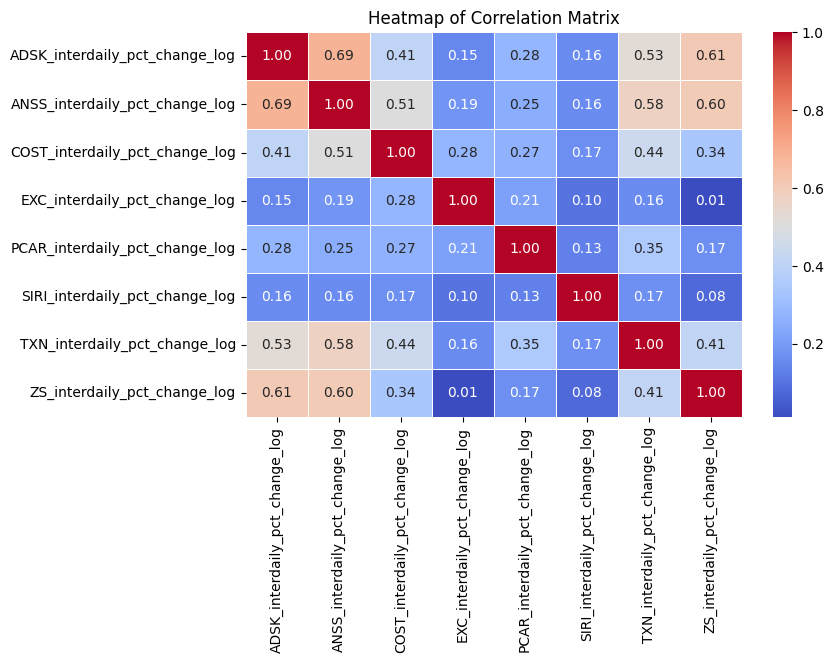 Heatmap of Correlation Matrix
ADSK_interdaily_pct_change_log 1.00 0.69 0.41 0.15 0.28 0.16 0.53 0.61
ANSS_interdaily_pct_change_log 0.69 1.00 0.51 0.19 0.25 0.16 0.58 0.60
COST_interdaily_pct_change_log 0.41 0.51 1.00 0.28 0.27 0.17 0.44 0.34
EXC_interdaily_pct_change_log 0.15 0.19 0.28 1.00 0.21 0.10 0.16 0.01
PCAR_interdaily_pct_change_log 0.28 0.25 0.27 0.21 1.00 0.13 0.35 0.17
SIRI_interdaily_pct_change_log 0.16 0.16 0.17 0.10 0.13 1.00 0.17 0.08
TXN_interdaily_pct_change_log 0.53 0.58 0.44 0.16 0.35 0.17 1.00 0.41
ZS_interdaily_pct_change_log 0.61 0.60 0.34 0.01 0.17 0.08 0.41 1.00
ADSK_interdaily_pct_change_log
ANSS_interdaily_pct_change_log
COST_interdaily_pct_change_log
EXC_interdaily_pct_change_log
PCAR_interdaily_pct_change_log
SIRI_interdaily_pct_change_log
TXN_interdaily_pct_change_log
ZS_interdaily_pct_change_log
1.0
0.8
0.6
0.4
0.2